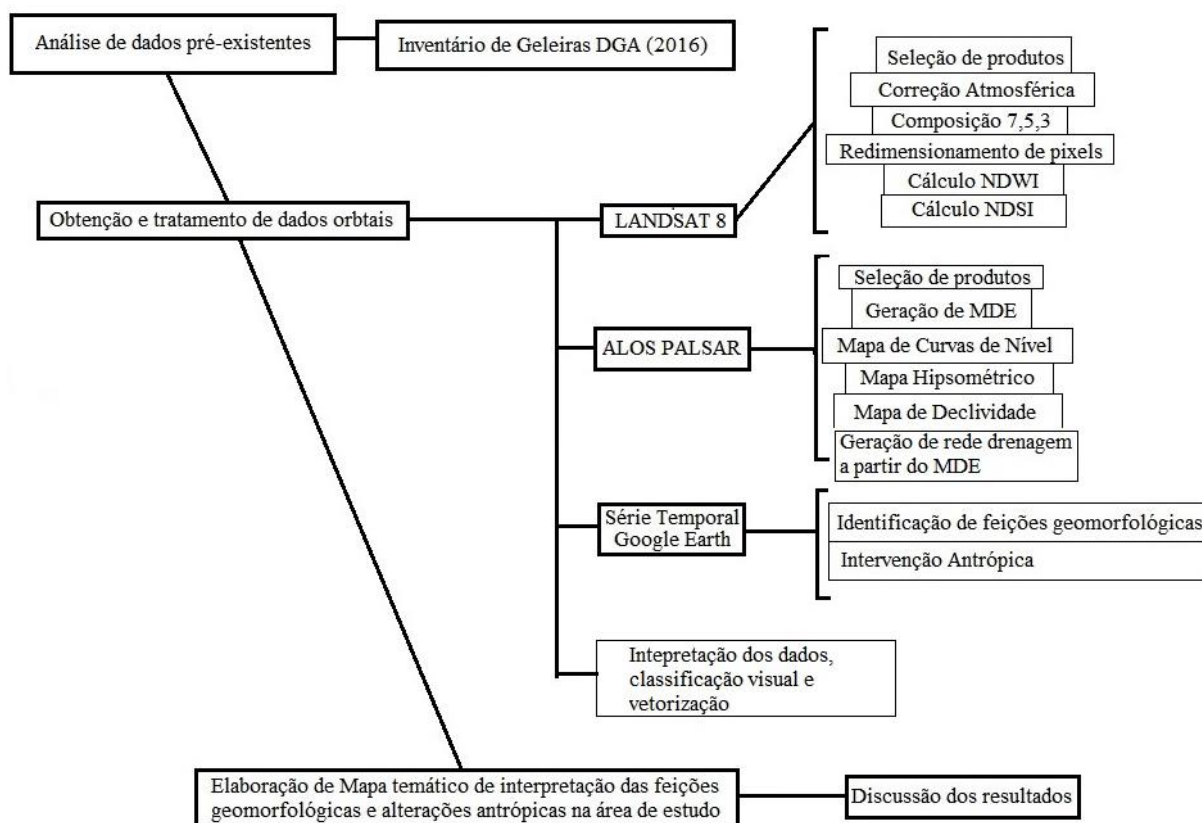 Análise de dados pré-existentes
Inventário de Geleiras DGA (2016)
Seleção de produtos
Correção Atmosférica
Composição 7,5,3
Redimensionamento de pixels
Cálculo NDWI
Cálculo NDSI
Obtenção e tratamento de dados orbtais
LANDSAT 8
Seleção de produtos
Geração de MDE
Mapa de Curvas de Nível
Mapa Hipsométrico
Mapa de Declividade
Geração de rede drenagem
a partir do MDE
ALOS PALSAR
Série Temporal
Google Earth
Identificação de feições geomorfológicas
Intervenção Antrópica
Intepretação dos dados,
classificação visual e
vetorização
Elaboração de Mapa temático de interpretação das feições
geomorfológicas e alterações antrópicas na área de estudo
Discussão dos resultados